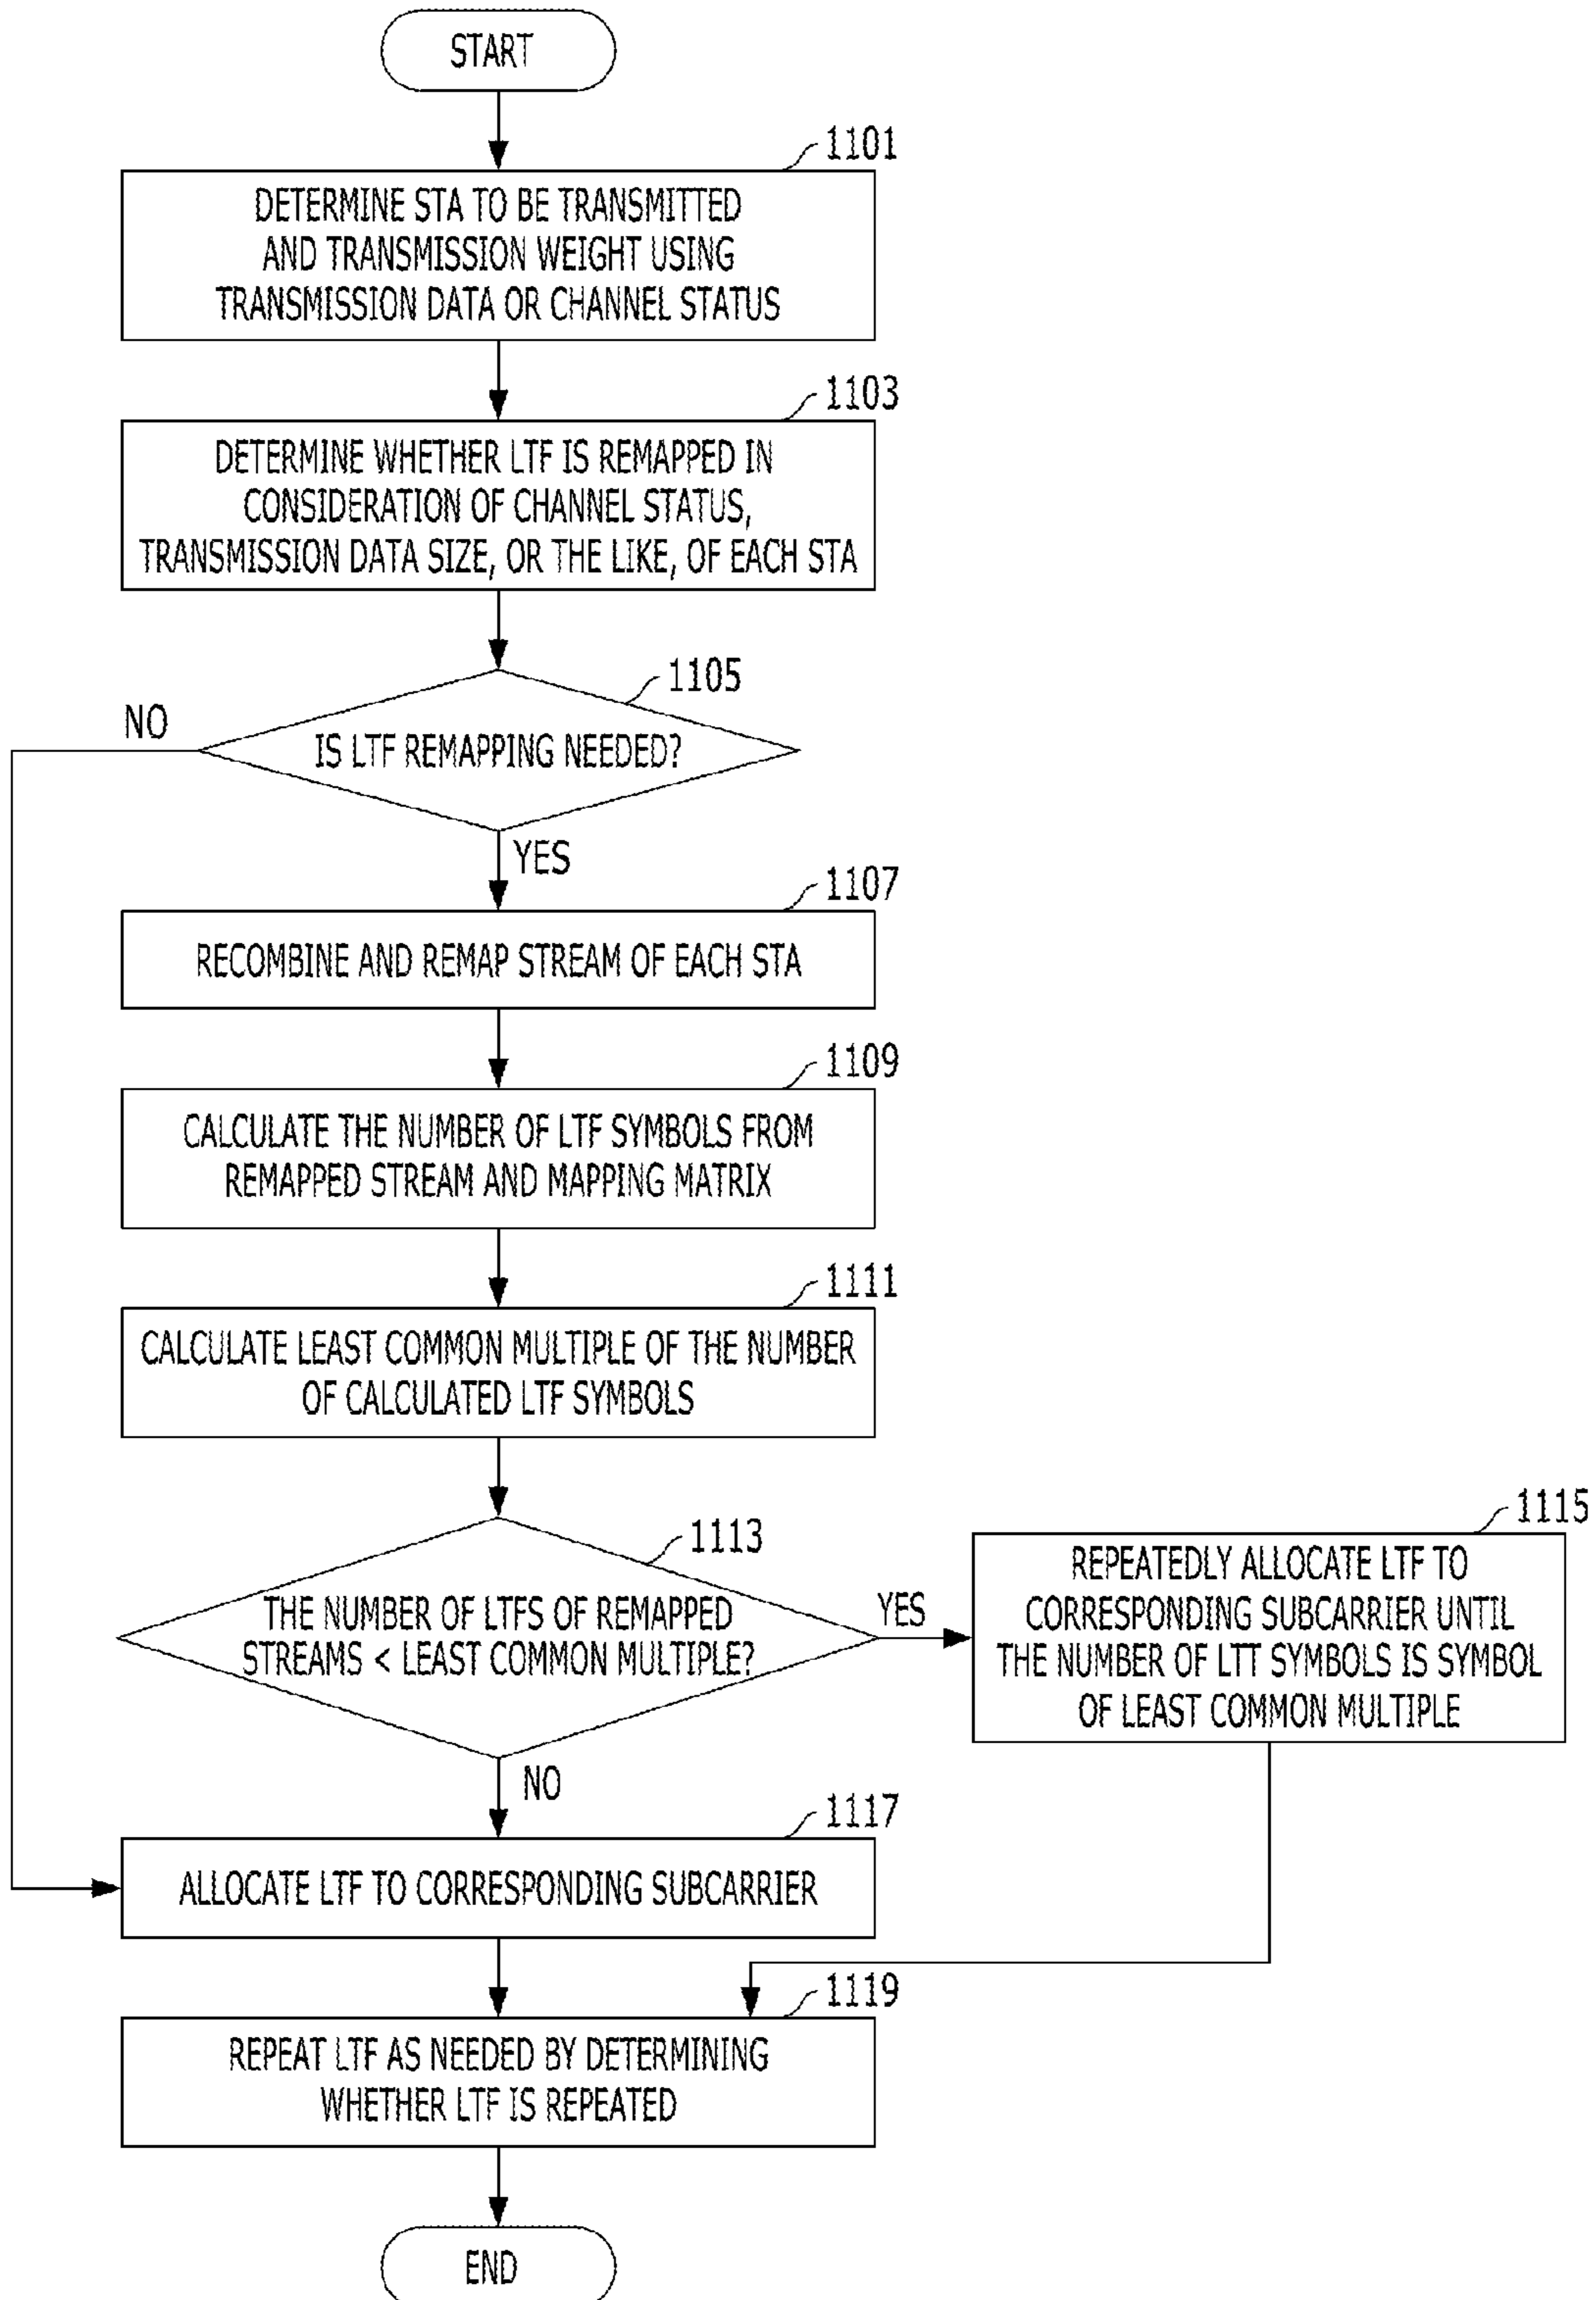 START
1101
DETERMINE STA TO BE TRANSMITTED
AND TRANSMISSION WEIGHT USING
TRANSMISSION DATA OR CHANNEL STATUS
1103
DETERMINE WHETHER LTF IS REMAPPED IN
CONSIDERATION OF CHANNEL STATUS,
TRANSMISSION DATA SIZE, OR THE LIKE, OF EACH STA
1105
NO
IS LTF REMAPPING NEEDED?
YES
1107
RECOMBINE AND REMAP STREAM OF EACH STA
1109
CALCULATE THE NUMBER OF LTF SYMBOLS FROM
REMAPPED STREAM AND MAPPING MATRIX
1111
CALCULATE LEAST COMMON MULTIPLE OF THE NUMBER
OF CALCULATED LTF SYMBOLS
1113
THE NUMBER OF LTFS OF REMAPPED
STREAMS < LEAST COMMON MULTIPLE?
YES
1115
REPEATEDLY ALLOCATE LTF TO
CORRESPONDING SUBCARRIER UNTIL
THE NUMBER OF LTT SYMBOLS IS SYMBOL
OF LEAST COMMON MULTIPLE
NO
1117
ALLOCATE LTF TO CORRESPONDING SUBCARRIER
1119
REPEAT LTF AS NEEDED BY DETERMINING
WHETHER LTF IS REPEATED
END